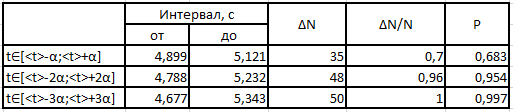 Интервал, с ΔN ΔN/N P
от до
t∈[<t>-α;<t>+α] 4,899 5,121 35 0,7 0,683
t∈[<t>-2α;<t>+2α] 4,788 5,232 48 0,96 0,954
t∈[<t>-3α;<t>+3α] 4,677 5,343 50 1 0,997